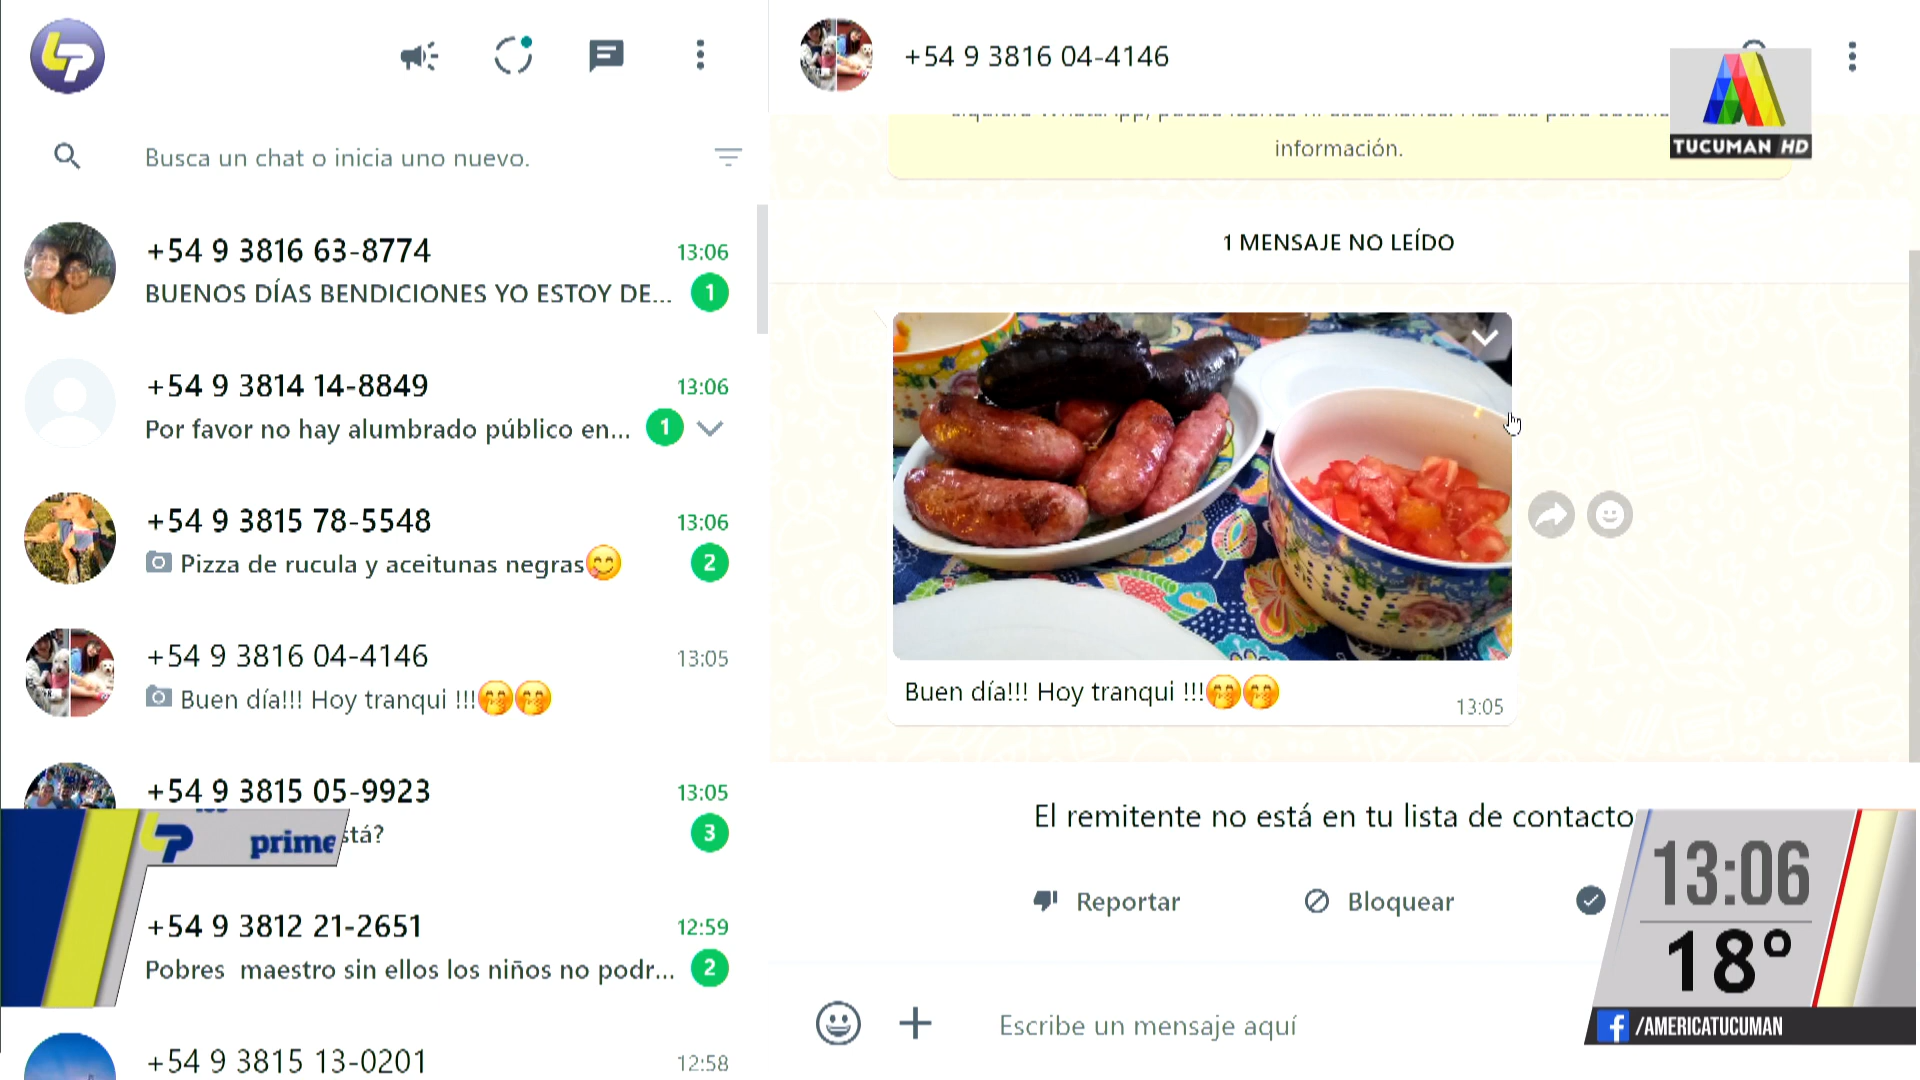 LP
Busca un chat o inicia uno nuevo.
+54 9 3816 63-8774
13:06
BUENOS DÍAS BENDICIONES YO ESTOY DE...
1
+54 9 3814 14-8849
13:06
Por favor no hay alumbrado público en...
1
+54 9 3815 78-5548
13:06
Pizza de rucula y aceitunas negras😋
2
+54 9 3816 04-4146
13:05
Buen día!!! Hoy tranqui !!!🤭🤭
+54 9 3815 05-9923
13:05
stá?
3
LP
prime
+54 9 3812 21-2651
12:59
Pobres  maestro sin ellos los niños no podr...
2
+54 9 3815 13-0201
12:58
+54 9 3816 04-4146
TUCUMAN HD
información.
1 MENSAJE NO LEÍDO
Buen día!!! Hoy tranqui !!!🤭🤭
13:05
El remitente no está en tu lista de contacto
Reportar
Bloquear
Escribe un mensaje aquí
13:06
18°
/AMERICATUCUMAN